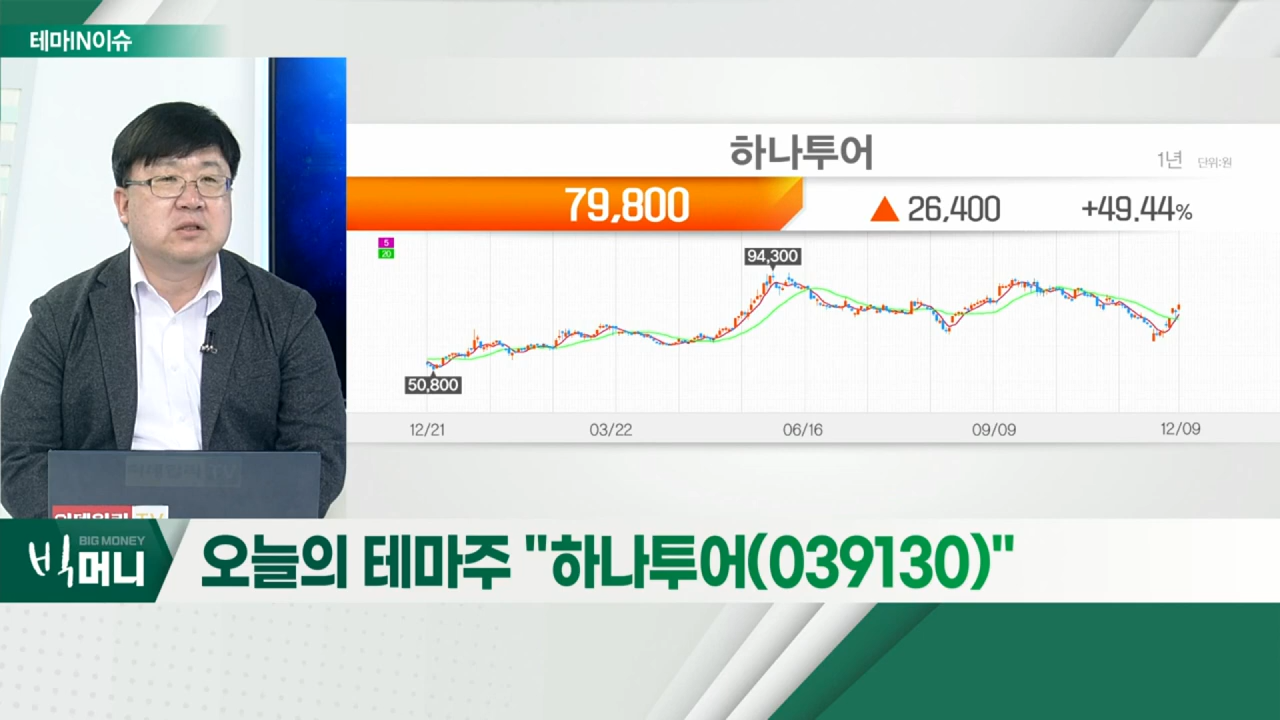 테마IN이슈
하나투어
1년 단위:원
79,800 ▲ 26,400 +49.44%
5
20
94,300
50,800
12/21 03/22 06/16 09/09 12/09
빅머니
BIG MONEY
오늘의 테마주 "하나투어(039130)"